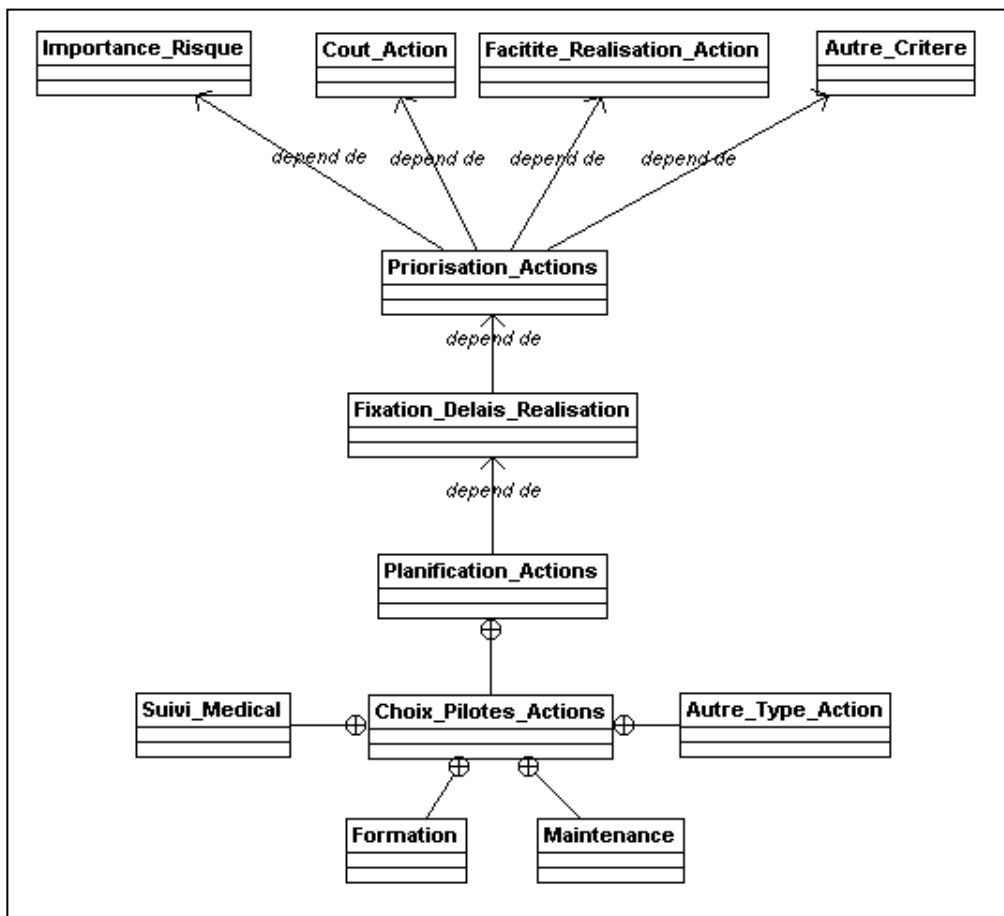 Importance_Risque
Cout_Action
Facitite_Realisation_Action
Autre_Critere
depend de
depend de
depend de
depend de
Priorisation_Actions
depend de
Fixation_Delais_Realisation
depend de
Planification_Actions
Suivi_Medical
Choix_Pilotes_Actions
Autre_Type_Action
Formation
Maintenance